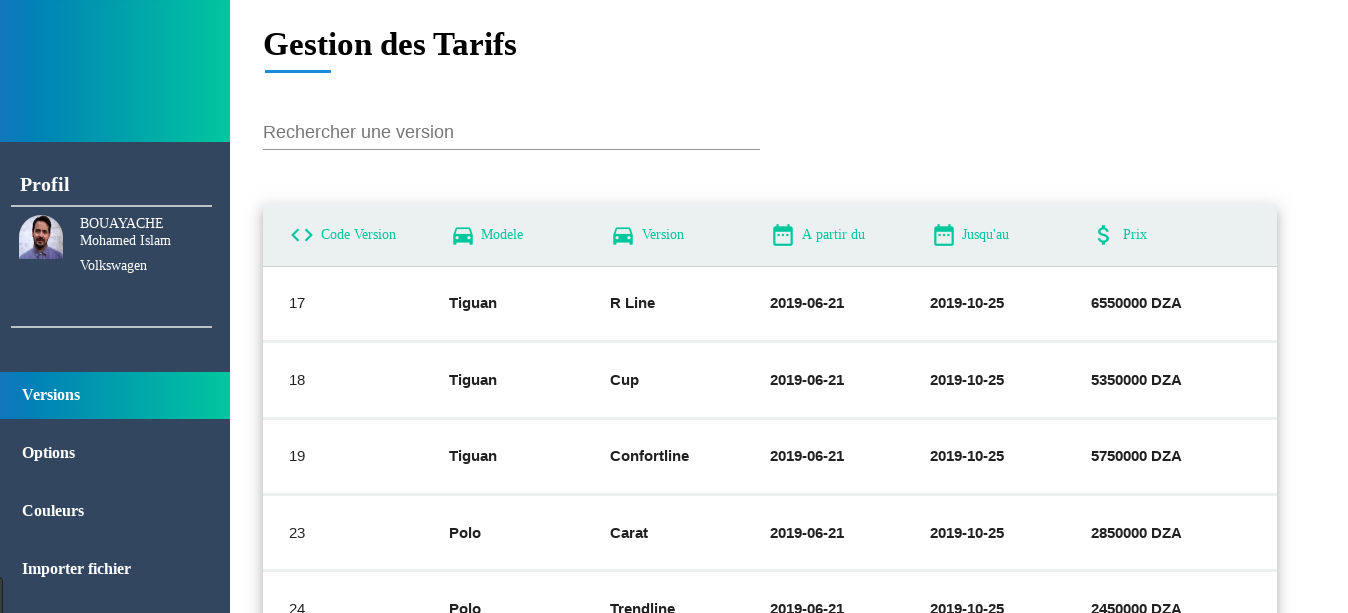 Gestion des Tarifs
Rechercher une version
Profil
BOUAYACHE
Mohamed Islam
Volkswagen
Versions
Options
Couleurs
Importer fichier
Code Version Modele Version A partir du Jusqu'au Prix
17 Tiguan R Line 2019-06-21 2019-10-25 6550000 DZA
18 Tiguan Cup 2019-06-21 2019-10-25 5350000 DZA
19 Tiguan Confortline 2019-06-21 2019-10-25 5750000 DZA
23 Polo Carat 2019-06-21 2019-10-25 2850000 DZA
24 Polo Trendline 2019-06-21 2019-10-25 2450000 DZA